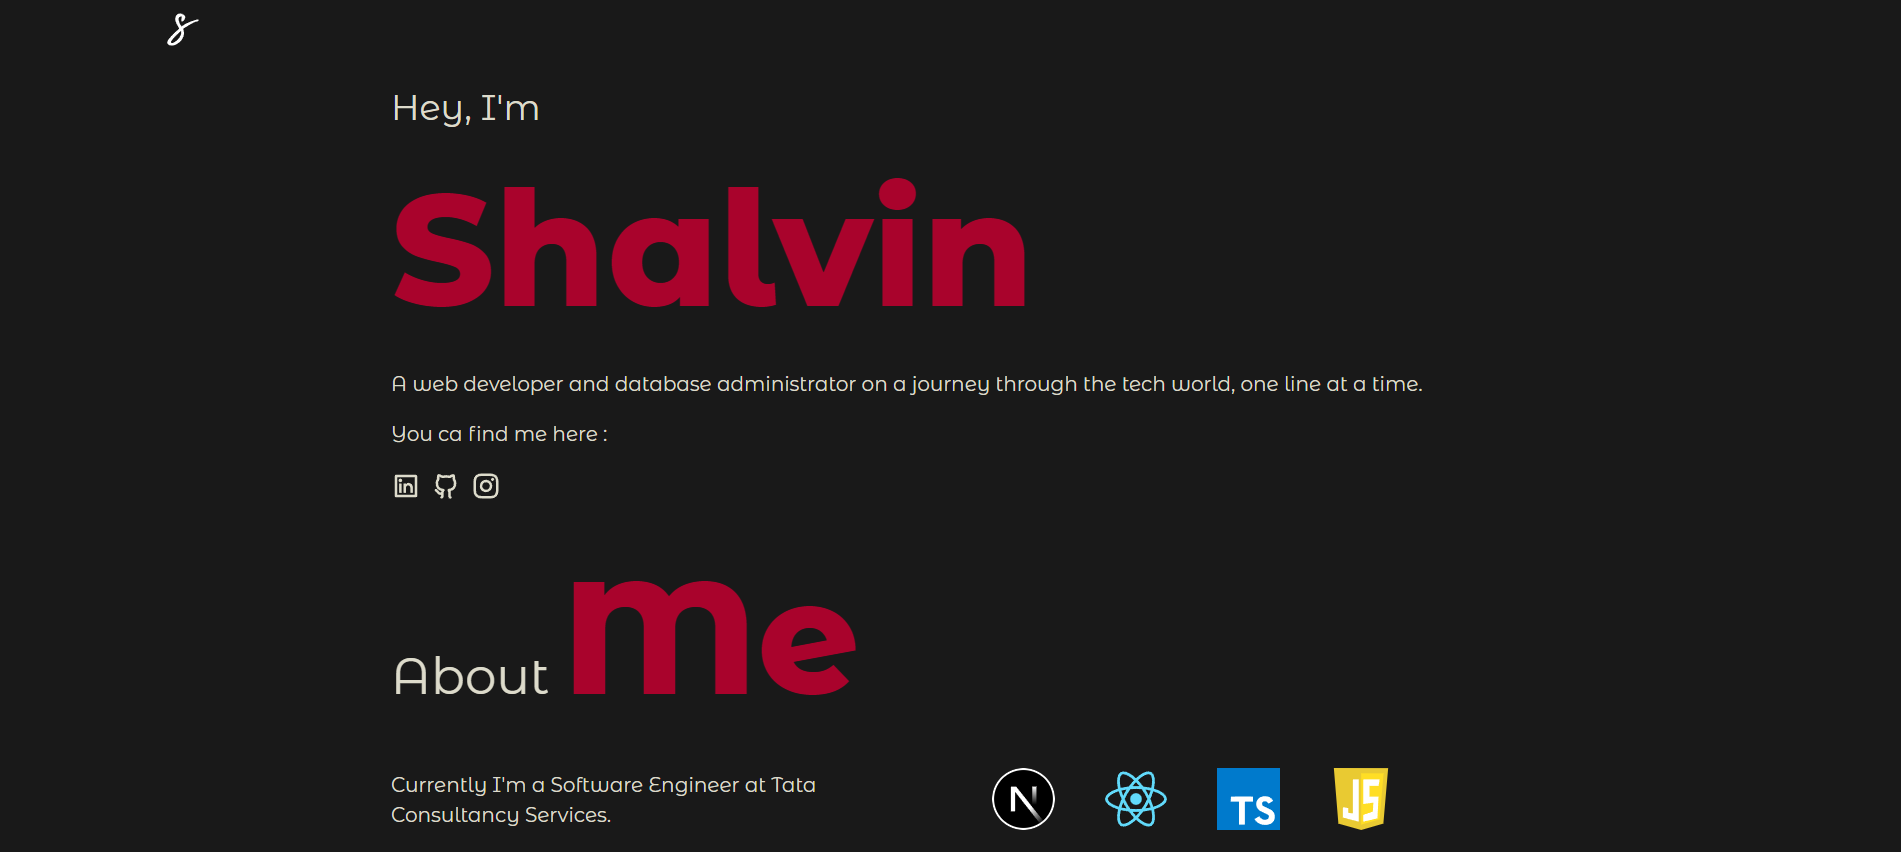 S
Hey, I'm
Shalvin
A web developer and database administrator on a journey through the tech world, one line at a time.
You ca find me here :
in
About me
Currently I'm a Software Engineer at Tata
Consultancy Services.
N
TS
JS